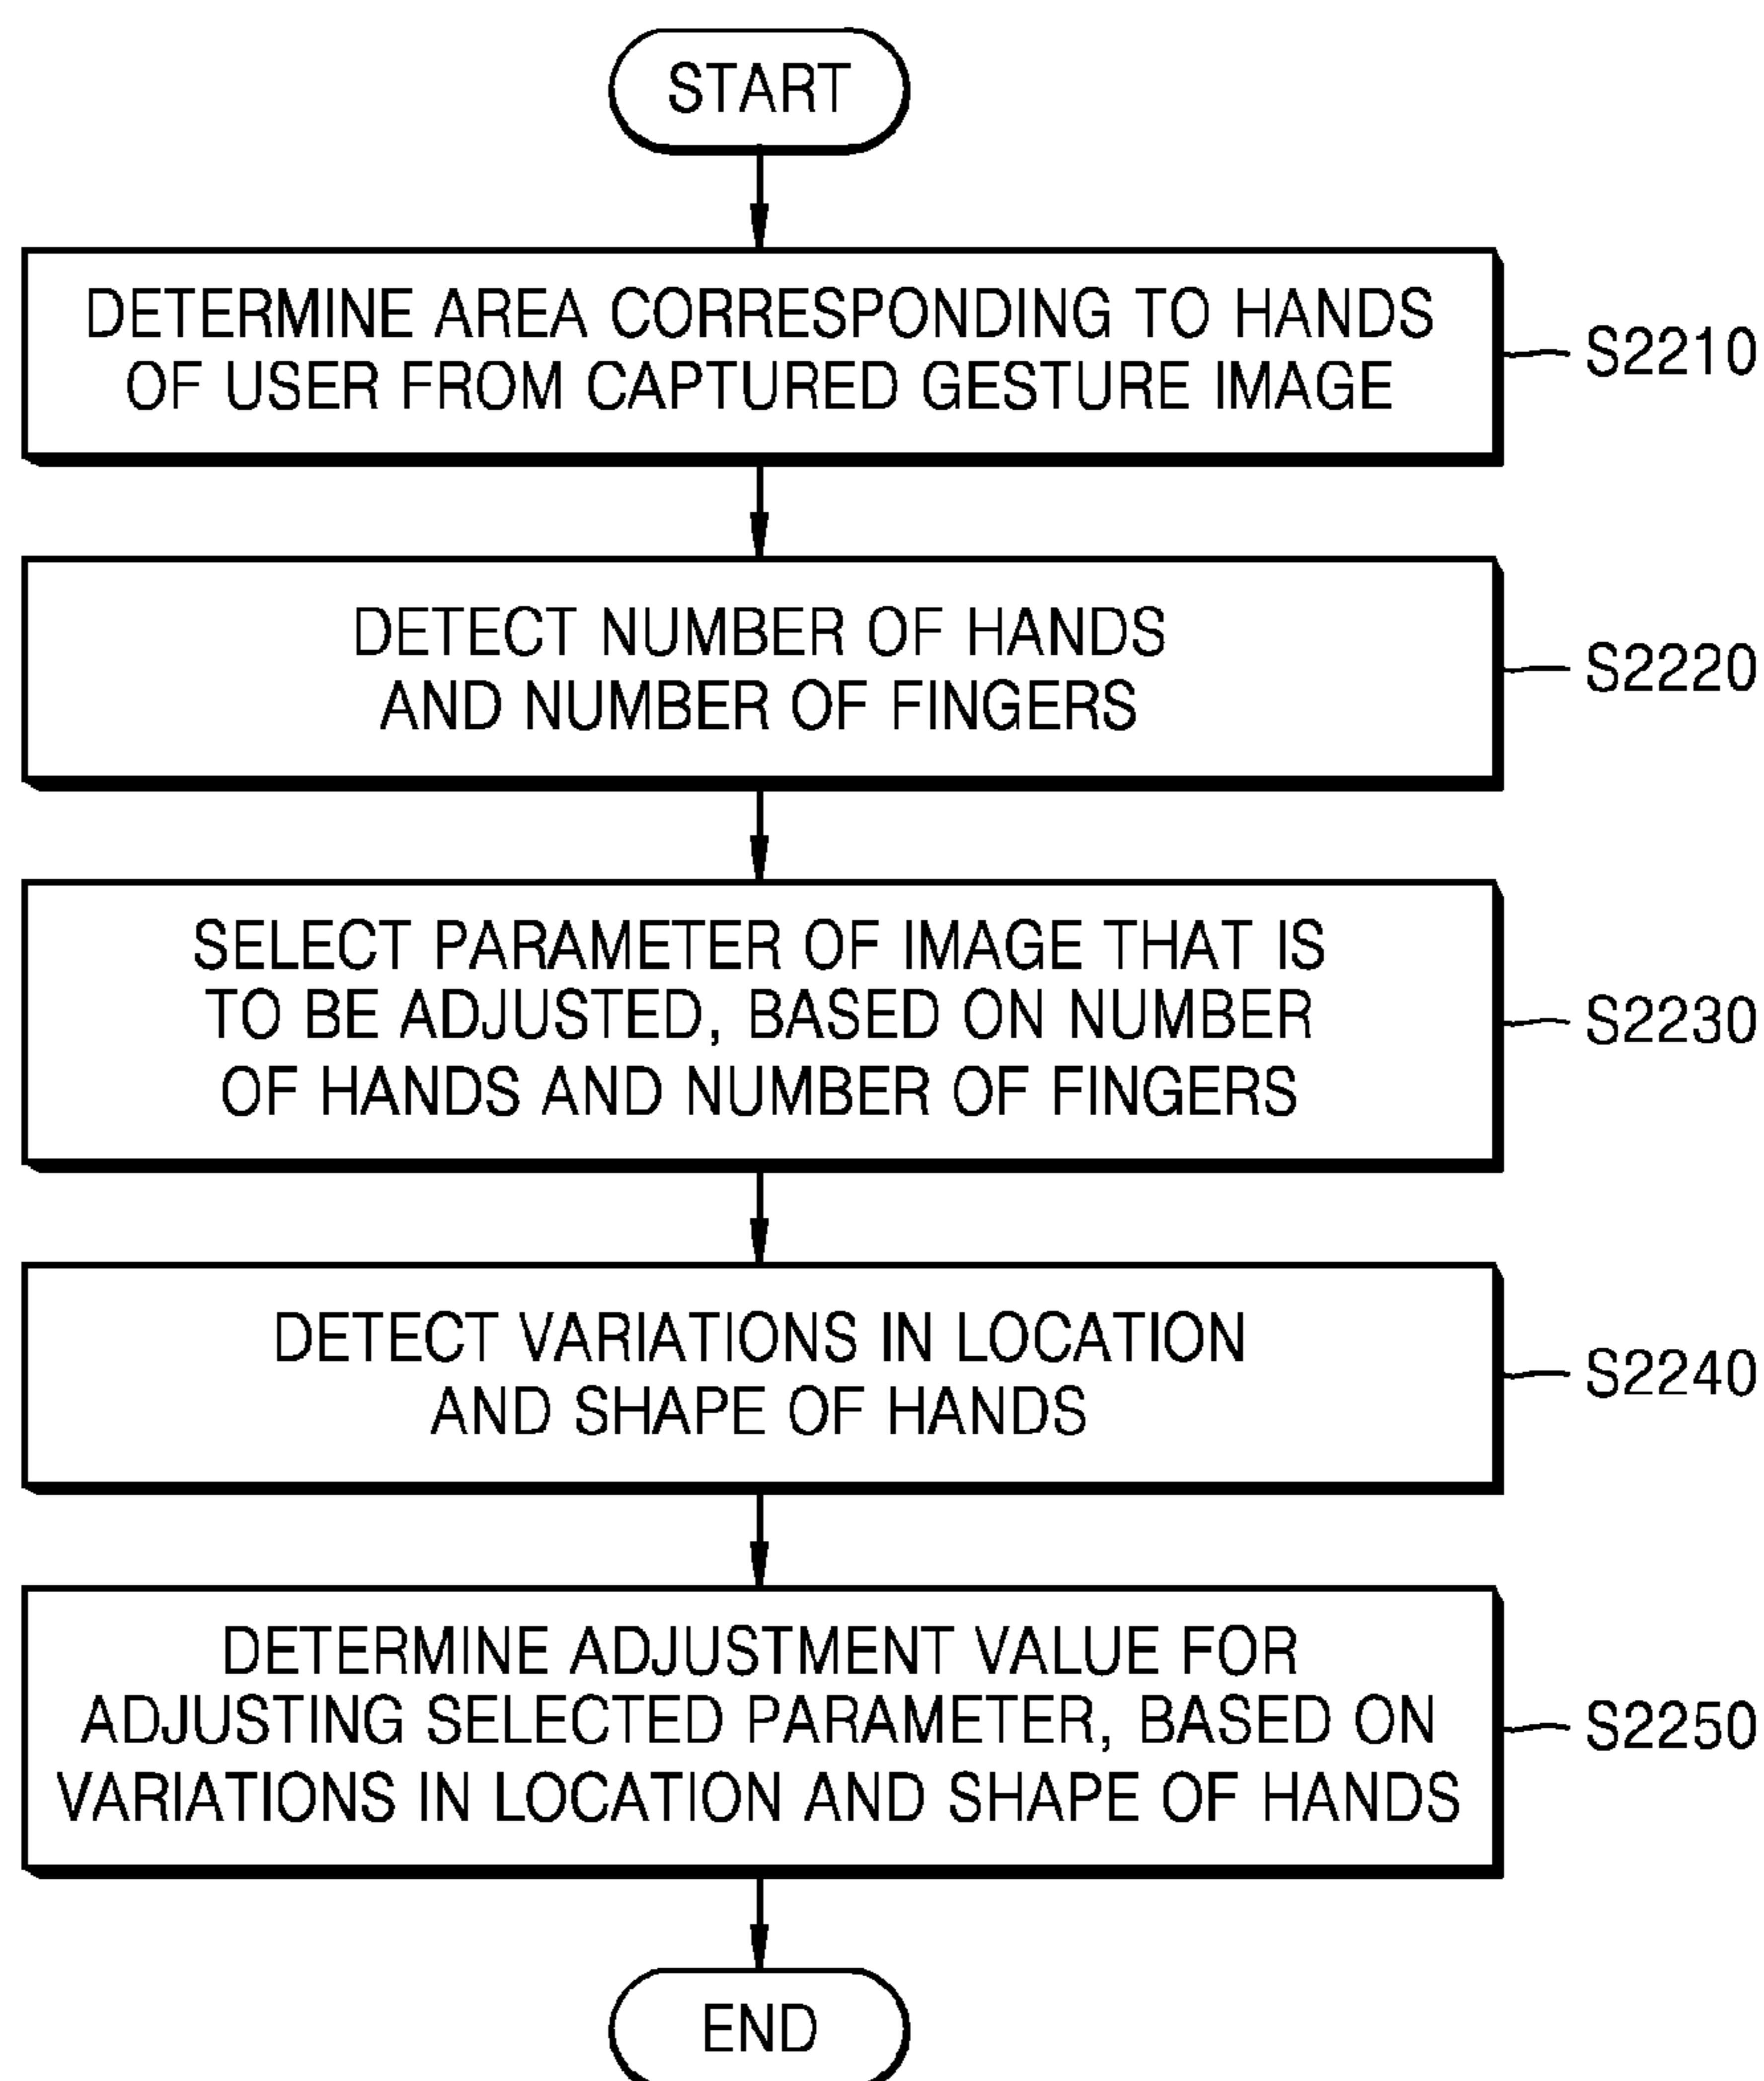 START
DETERMINE AREA CORRESPONDING TO HANDS
OF USER FROM CAPTURED GESTURE IMAGE
S2210
DETECT NUMBER OF HANDS
AND NUMBER OF FINGERS
S2220
SELECT PARAMETER OF IMAGE THAT IS
TO BE ADJUSTED, BASED ON NUMBER
OF HANDS AND NUMBER OF FINGERS
S2230
DETECT VARIATIONS IN LOCATION
AND SHAPE OF HANDS
S2240
DETERMINE ADJUSTMENT VALUE FOR
ADJUSTING SELECTED PARAMETER, BASED ON
VARIATIONS IN LOCATION AND SHAPE OF HANDS
S2250
END